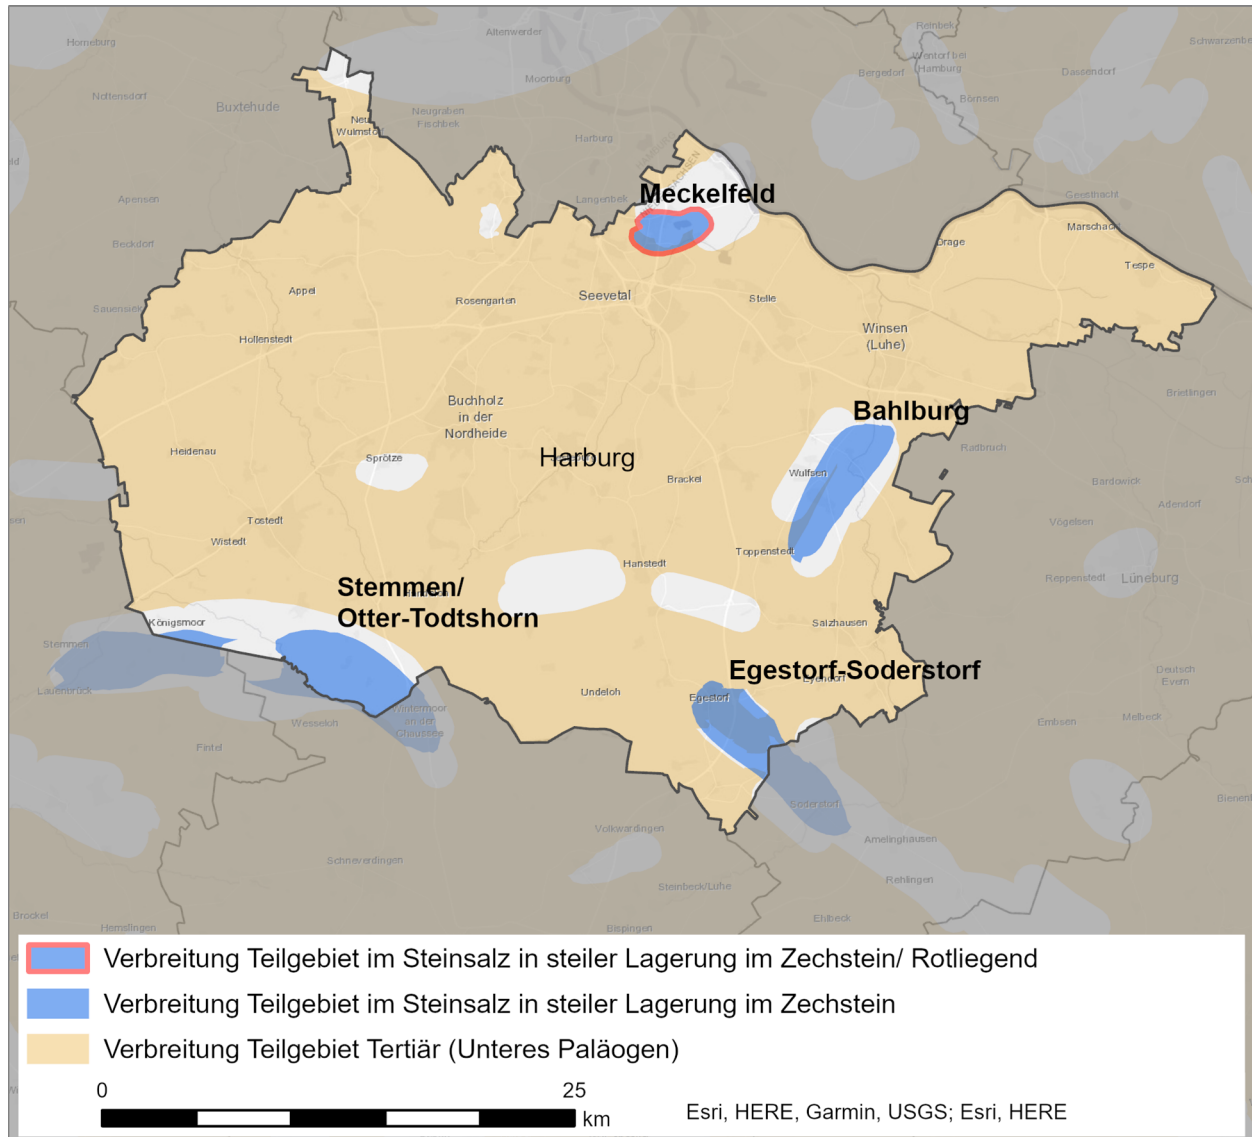 Horneburg
Altenwerder
Reinbek
Schwarzenbe
Wentorf bei
Hamburg
Bergedorf
Dassendorf
Moorburg
Nottensdorf
Buxtehude
Neugraben
Fischbek
Börnsen
Neu
Wulmstorf
Harburg
Apensen
Langenbek
Meckelfeld
Geesthacht
Marschach
Beckdorf
Drage
Tespe
Appel
Rosengarten
Seevetal
Stelle
Sauensiek
Hollenstedt
Winsen
(Luhe)
Brietlingen
Buchholz
in der
Nordheide
Bahlburg
Heidenau
Sprötze
Harburg
Radbruch
Wulfsen
Brackel
Bardowick
Adendorf
Tostedt
Vögelsen
Wistedt
Toppenstedt
Hanstedt
Reppenstedt
Lüneburg
Stemmen/
Otter-Todtshorn
Königsmoor
Salzhausen
Stemmen
Egestorf-Soderstorf
Deutsch
Evern
Lauenbrück
Undeloh
Egestorf
Eyendorf
Wintermoor
an der
Chaussee
Wesseloh
Embsen
Melbeck
Fintel
Soderstorf
Bienen
Volkwardingen
Amelinghausen
Schneverdingen
Rehlingen
Steinbeck/Luhe
Brockel
Hemslingen
Bispingen
Ehlbeck
Verbreitung Teilgebiet im Steinsalz in steiler Lagerung im Zechstein/ Rotliegend
Verbreitung Teilgebiet im Steinsalz in steiler Lagerung im Zechstein
Verbreitung Teilgebiet Tertiär (Unteres Paläogen)
0
25
km
Esri, HERE, Garmin, USGS; Esri, HERE